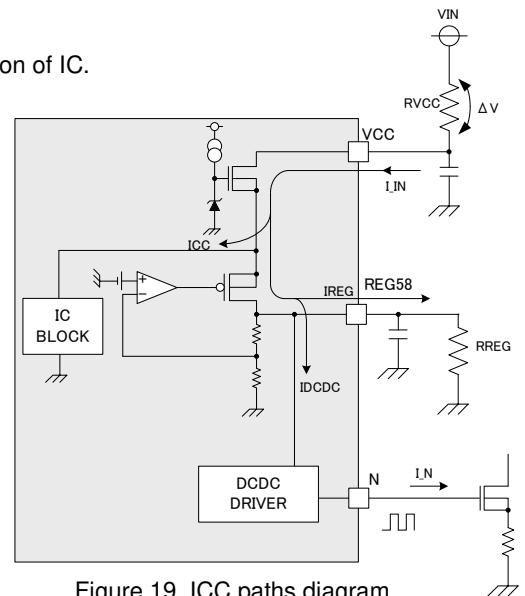 on of IC.
VIN
RVCC
ΔV
VCC
I_IN
ICC
IREG
REG58
+
−
IC
BLOCK
RREG
IDCDC
DCDC
DRIVER
N
I_N
Figure 19. ICC paths diagram